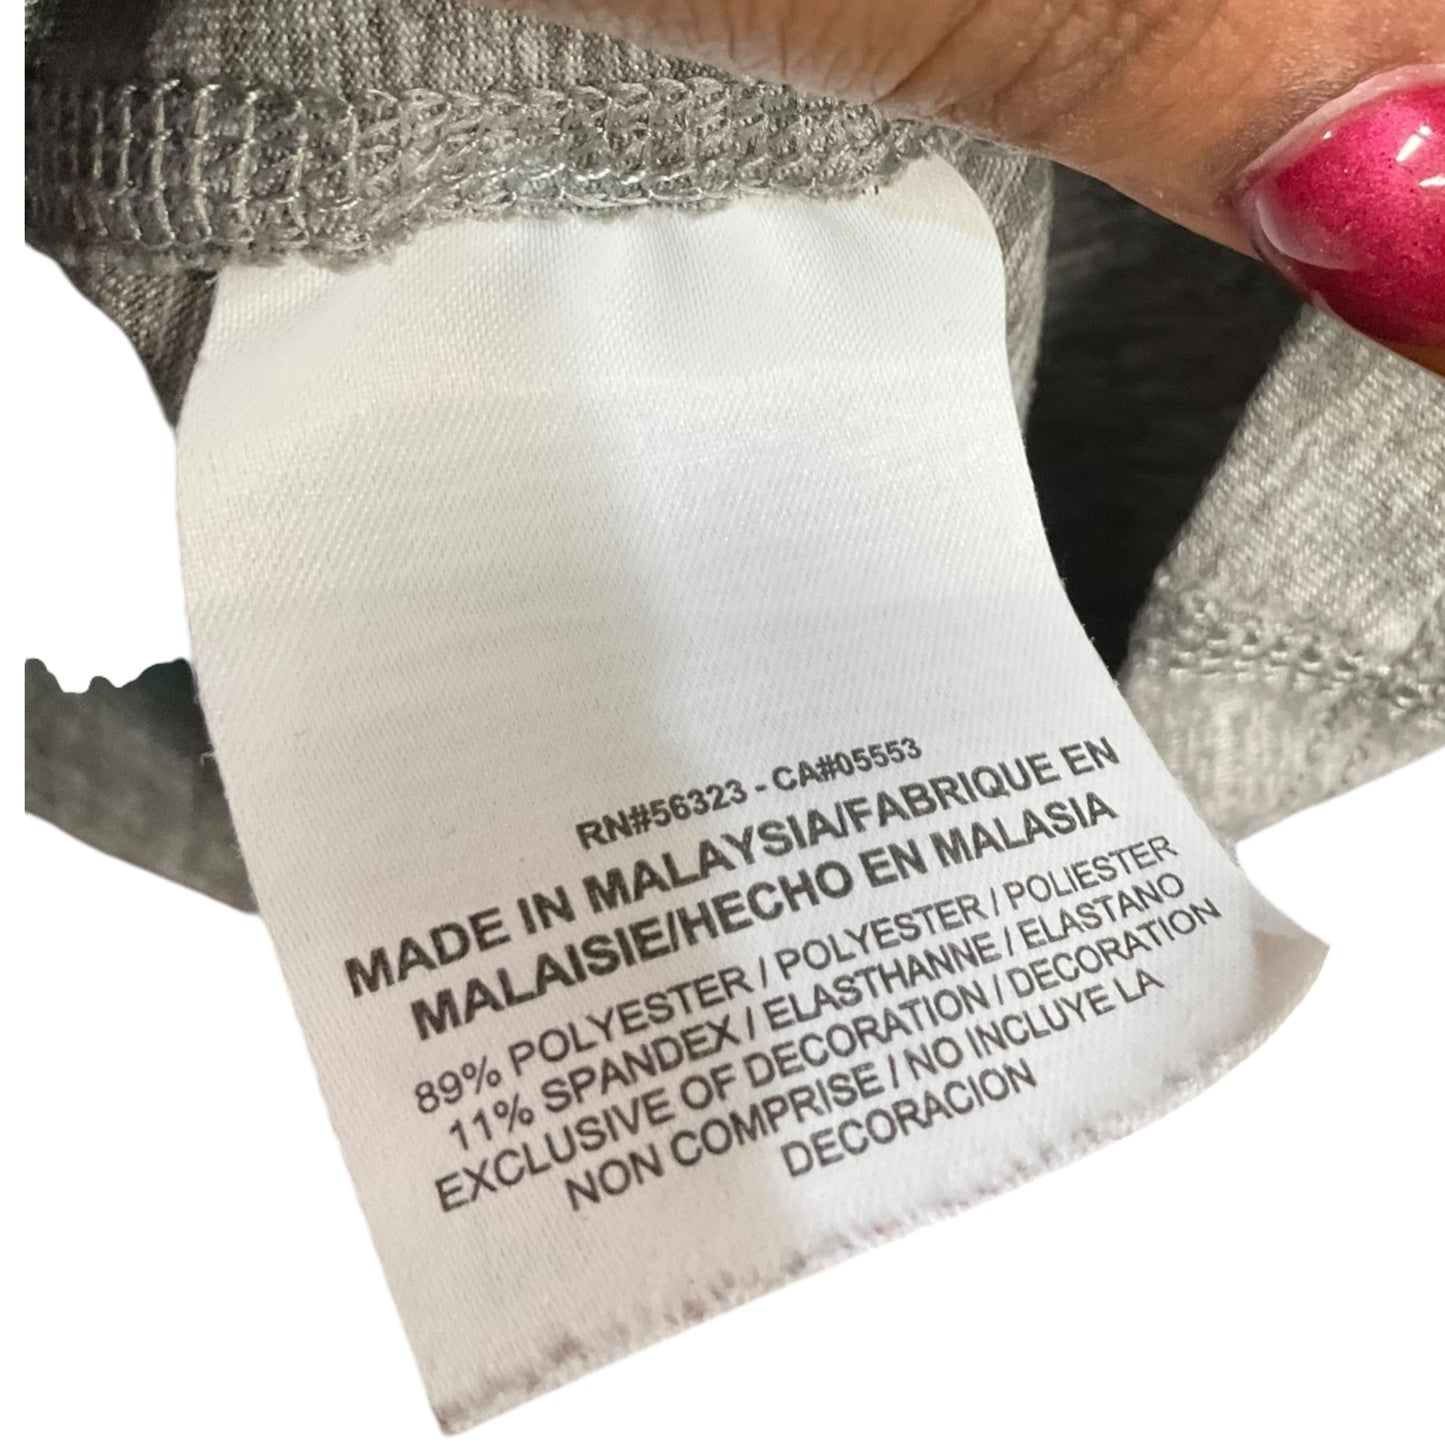 RN#56323 - CA#05553
MADE IN MALAYSIA/FABRIQUE EN
MALAISIE/HECHO EN MALASIA
89% POLYESTER / POLYESTER / POLIESTER
11% SPANDEX / ELASTHANNE / ELASTANO
EXCLUSIVE OF DECORATION / DECORATION
NON COMPRISE / NO INCLUYE LA
DECORACION